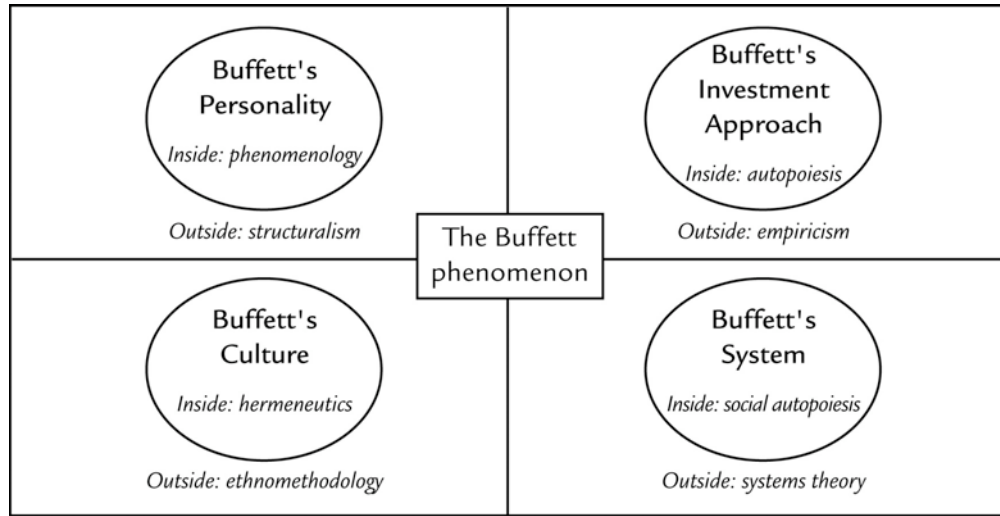 Buffett's
Personality
Inside: phenomenology
Outside: structuralism
Buffett's
Investment
Approach
Inside: autopoiesis
Outside: empiricism
The Buffett
phenomenon
Buffett's
Culture
Inside: hermeneutics
Outside: ethnomethodology
Buffett's
System
Inside: social autopoiesis
Outside: systems theory